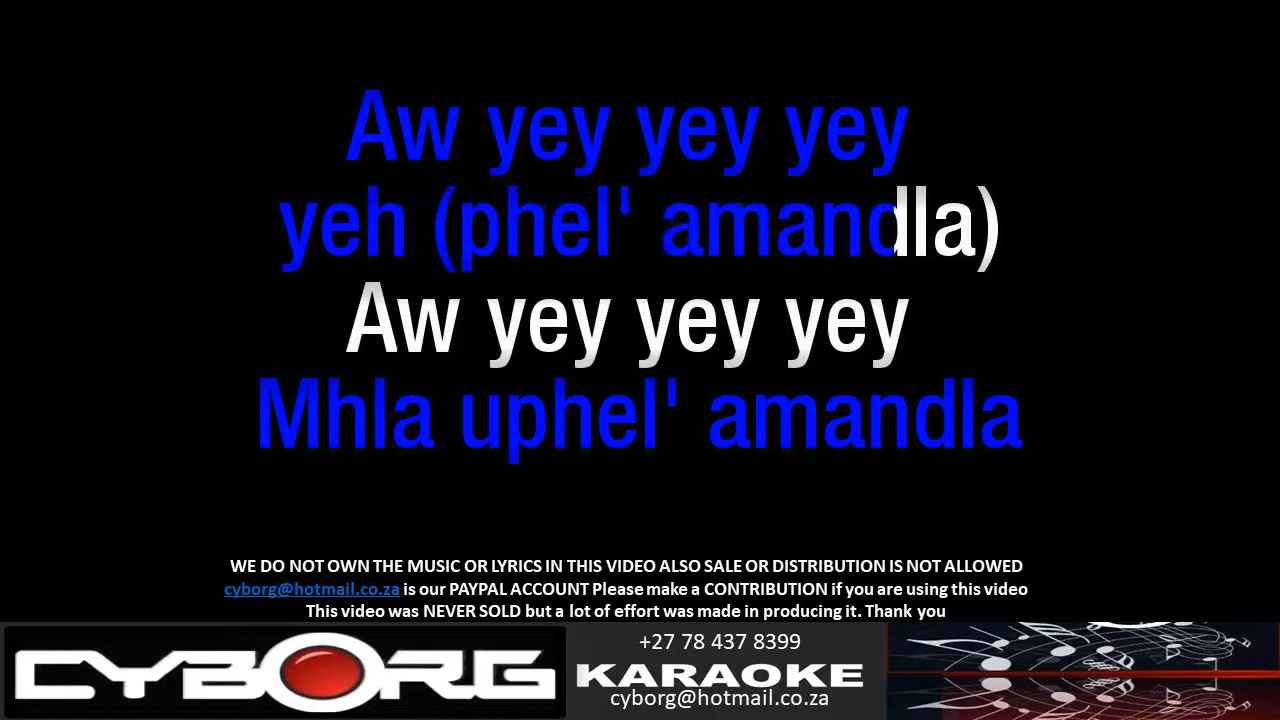 Aw yey yey yey
yeh (phel' amandla)
Aw yey yey yey
Mhla uphel' amandla
WE DO NOT OWN THE MUSIC OR LYRICS IN THIS VIDEO ALSO SALE OR DISTRIBUTION IS NOT ALLOWED
cyborg@hotmail.co.za is our PAYPAL ACCOUNT Please make a CONTRIBUTION if you are using this video
This video was NEVER SOLD but a lot of effort was made in producing it. Thank you
CYBORG
+27 78 437 8399
KARAOKE
cyborg@hotmail.co.za